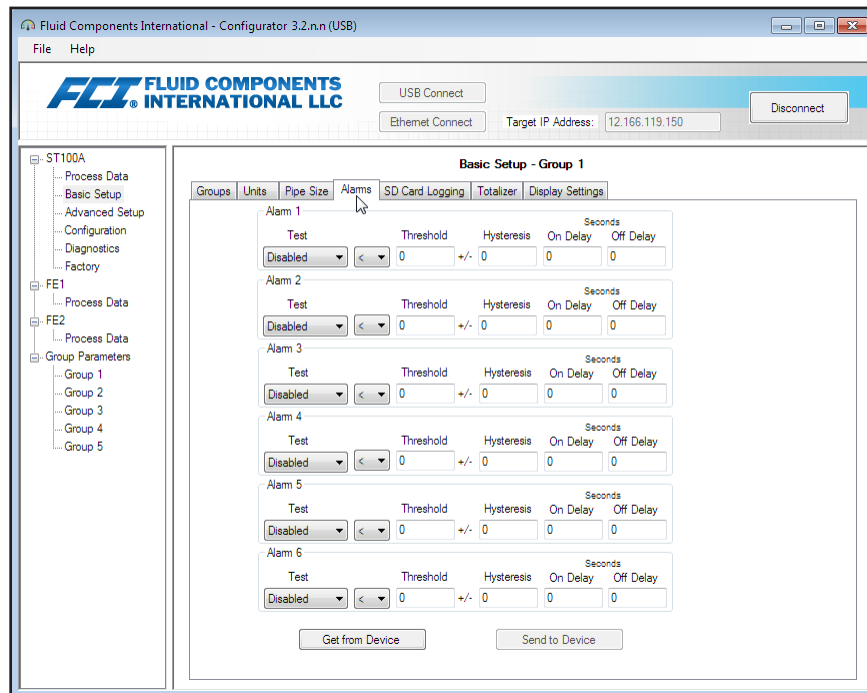 Fluid Components International - Configurator 3.2.n.n (USB)
File Help
FCI® FLUID COMPONENTS
INTERNATIONAL LLC
USB Connect
Ethernet Connect
Target IP Address: 12.166.119.150
Disconnect
ST100A
Process Data
Basic Setup
Advanced Setup
Configuration
Diagnostics
Factory
FE1
Process Data
FE2
Process Data
Group Parameters
Group 1
Group 2
Group 3
Group 4
Group 5
Basic Setup - Group 1
Groups Units Pipe Size Alarms SD Card Logging Totalizer Display Settings
Alarm 1
Seconds
Test Threshold Hysteresis On Delay Off Delay
Disabled < 0 +/- 0 0 0
Alarm 2
Seconds
Test Threshold Hysteresis On Delay Off Delay
Disabled < 0 +/- 0 0 0
Alarm 3
Seconds
Test Threshold Hysteresis On Delay Off Delay
Disabled < 0 +/- 0 0 0
Alarm 4
Seconds
Test Threshold Hysteresis On Delay Off Delay
Disabled < 0 +/- 0 0 0
Alarm 5
Seconds
Test Threshold Hysteresis On Delay Off Delay
Disabled < 0 +/- 0 0 0
Alarm 6
Seconds
Test Threshold Hysteresis On Delay Off Delay
Disabled < 0 +/- 0 0 0
Get from Device Send to Device